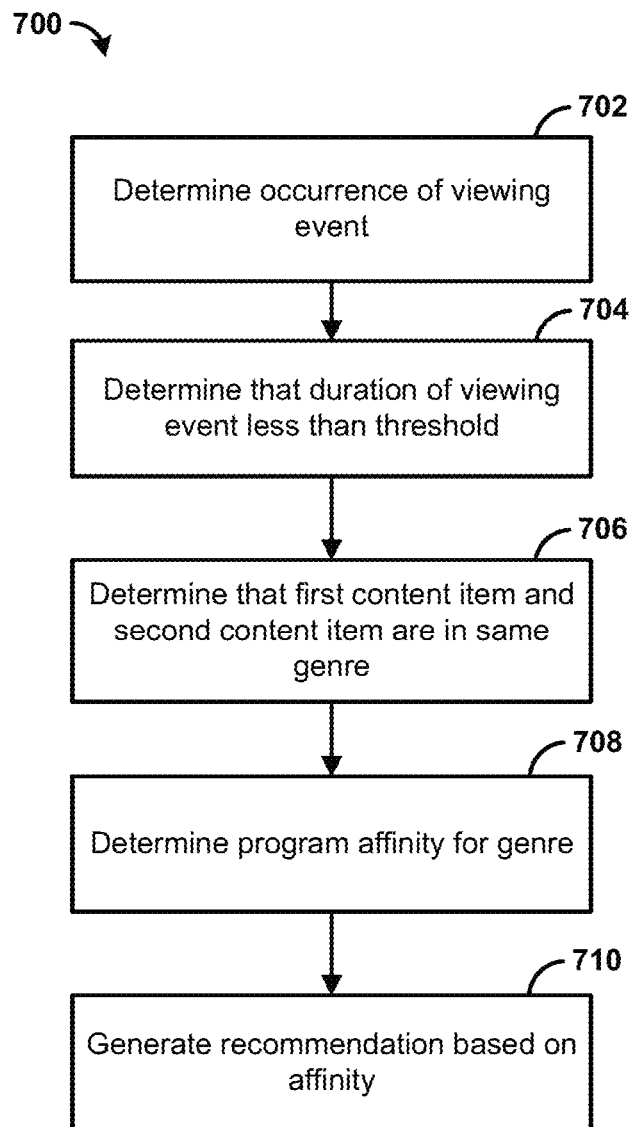 700
702
Determine occurrence of viewing
event
704
Determine that duration of viewing
event less than threshold
706
Determine that first content item and
second content item are in same
genre
708
Determine program affinity for genre
710
Generate recommendation based on
affinity